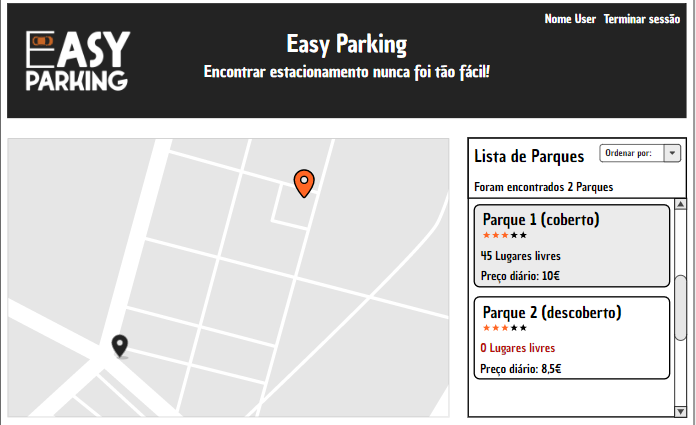 Nome User Terminar sessão
EASY
PARKING
Easy Parking
Encontrar estacionamento nunca foi tão fácil!
Lista de Parques
Ordenar por:
Foram encontrados 2 Parques
Parque 1 (coberto)
45 Lugares livres
Preço diário: 10€
Parque 2 (descoberto)
0 Lugares livres
Preço diário: 8,5€